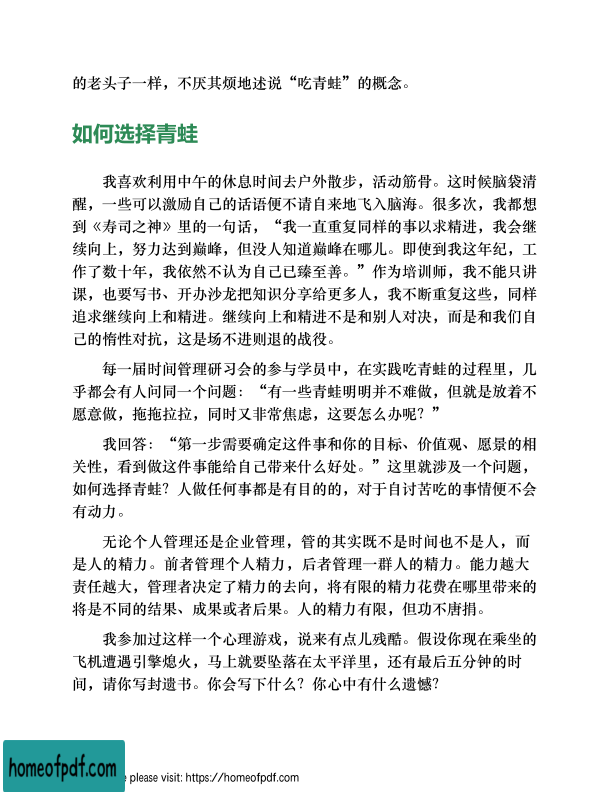 的老头子一样，不厌其烦地述说“吃青蛙”的概念。
如何选择青蛙
我喜欢利用中午的休息时间去户外散步，活动筋骨。这时候脑袋清
醒，一些可以激励自己的话语便不请自来地飞入脑海。很多次，我都想
到《寿司之神》里的一句话，“我一直重复同样的事以求精进，我会继
续向上，努力达到巅峰，但没人知道巅峰在哪儿。即使到我这年纪，工
作了数十年，我依然不认为自己已臻至善。”作为培训师，我不能只讲
课，也要写书、开办沙龙把知识分享给更多人，我不断重复这些，同样
追求继续向上和精进。继续向上和精进不是和别人对决，而是和我们自
己的惰性对抗，这是场不进则退的战役。
每一届时间管理研习会的参与学员中，在实践吃青蛙的过程里，几
乎都会有人问同一个问题：“有一些青蛙明明并不难做，但就是放着不
愿意做，拖拖拉拉，同时又非常焦虑，这要怎么办呢？”
我回答：“第一步需要确定这件事和你的目标、价值观、愿景的相
关性，看到做这件事能给自己带来什么好处。”这里就涉及一个问题，
如何选择青蛙？人做任何事都是有目的的，对于自讨苦吃的事情便不会
有动力。
无论个人管理还是企业管理，管的其实既不是时间也不是人，而
是人的精力。前者管理个人精力，后者管理一群人的精力。能力越大
责任越大，管理者决定了精力的去向，将有限的精力花费在哪里带来的
将是不同的结果、成果或者后果。人的精力有限，但功不唐捐。
我参加过这样一个心理游戏，说来有点儿残酷。假设你现在乘坐的
飞机遭遇引擎熄火，马上就要坠落在太平洋里，还有最后五分钟的时
间，请你写封遗书。你会写下什么？你心中有什么遗憾？
homeofpdf.com
e please visit: https://homeofpdf.com